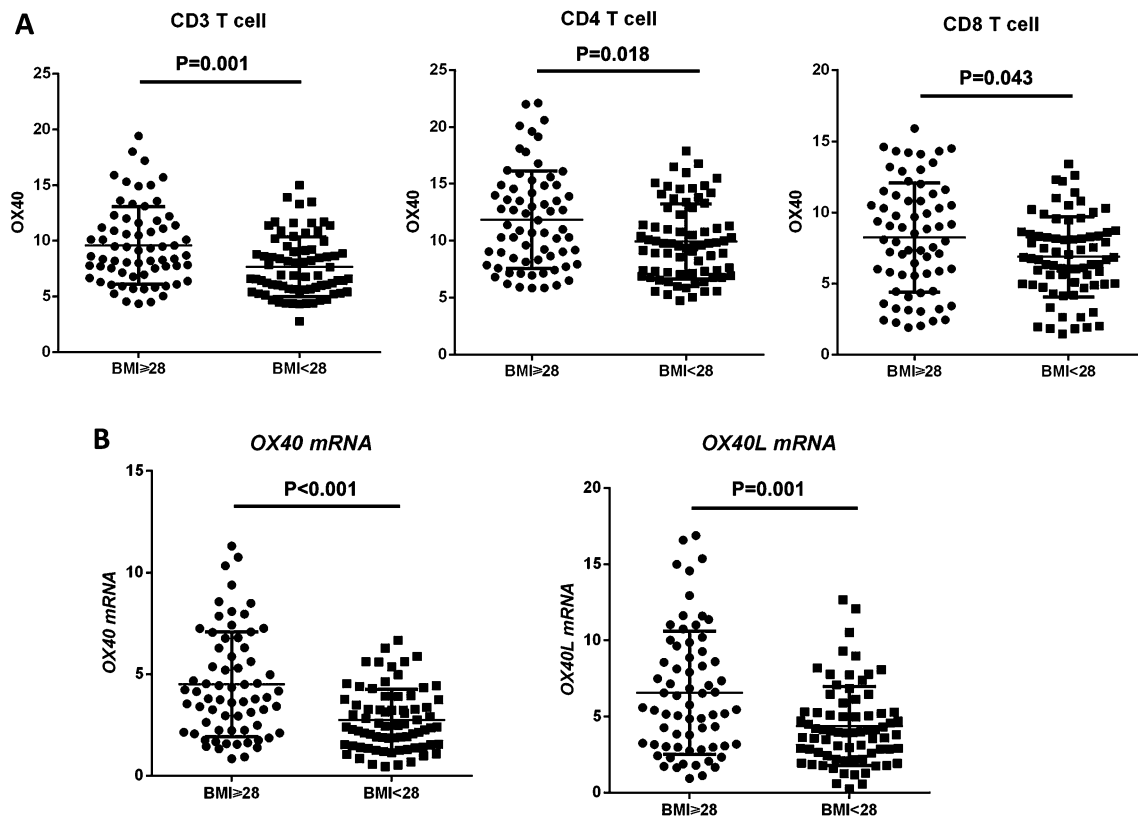 A
CD3 T cell
P=0.001
OX40
25
20
15
10
5
0
BMI⩾28
BMI<28
CD4 T cell
P=0.018
OX40
25
20
15
10
5
0
BMI⩾28
BMI<28
CD8 T cell
P=0.043
OX40
20
15
10
5
0
BMI⩾28
BMI<28
B
OX40 mRNA
P<0.001
OX40 mRNA
15
10
5
0
BMI⩾28
BMI<28
OX40L mRNA
P=0.001
OX40L mRNA
20
15
10
5
0
BMI⩾28
BMI<28